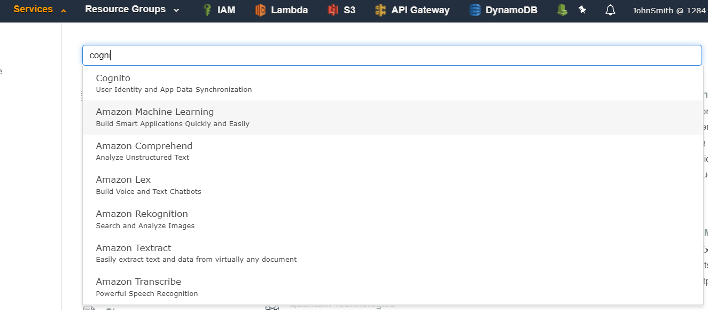 Services
Resource Groups
IAM
Lambda
S3
API Gateway
DynamoDB
JohnSmith @ 1284
cogni
Cognito
User Identity and App Data Synchronization
Amazon Machine Learning
Build Smart Applications Quickly and Easily
Amazon Comprehend
Analyze Unstructured Text
Amazon Lex
Build Voice and Text Chatbots
Amazon Rekognition
Search and Analyze Images
Amazon Textract
Easily extract text and data from virtually any document
Amazon Transcribe
Powerful Speech Recognition